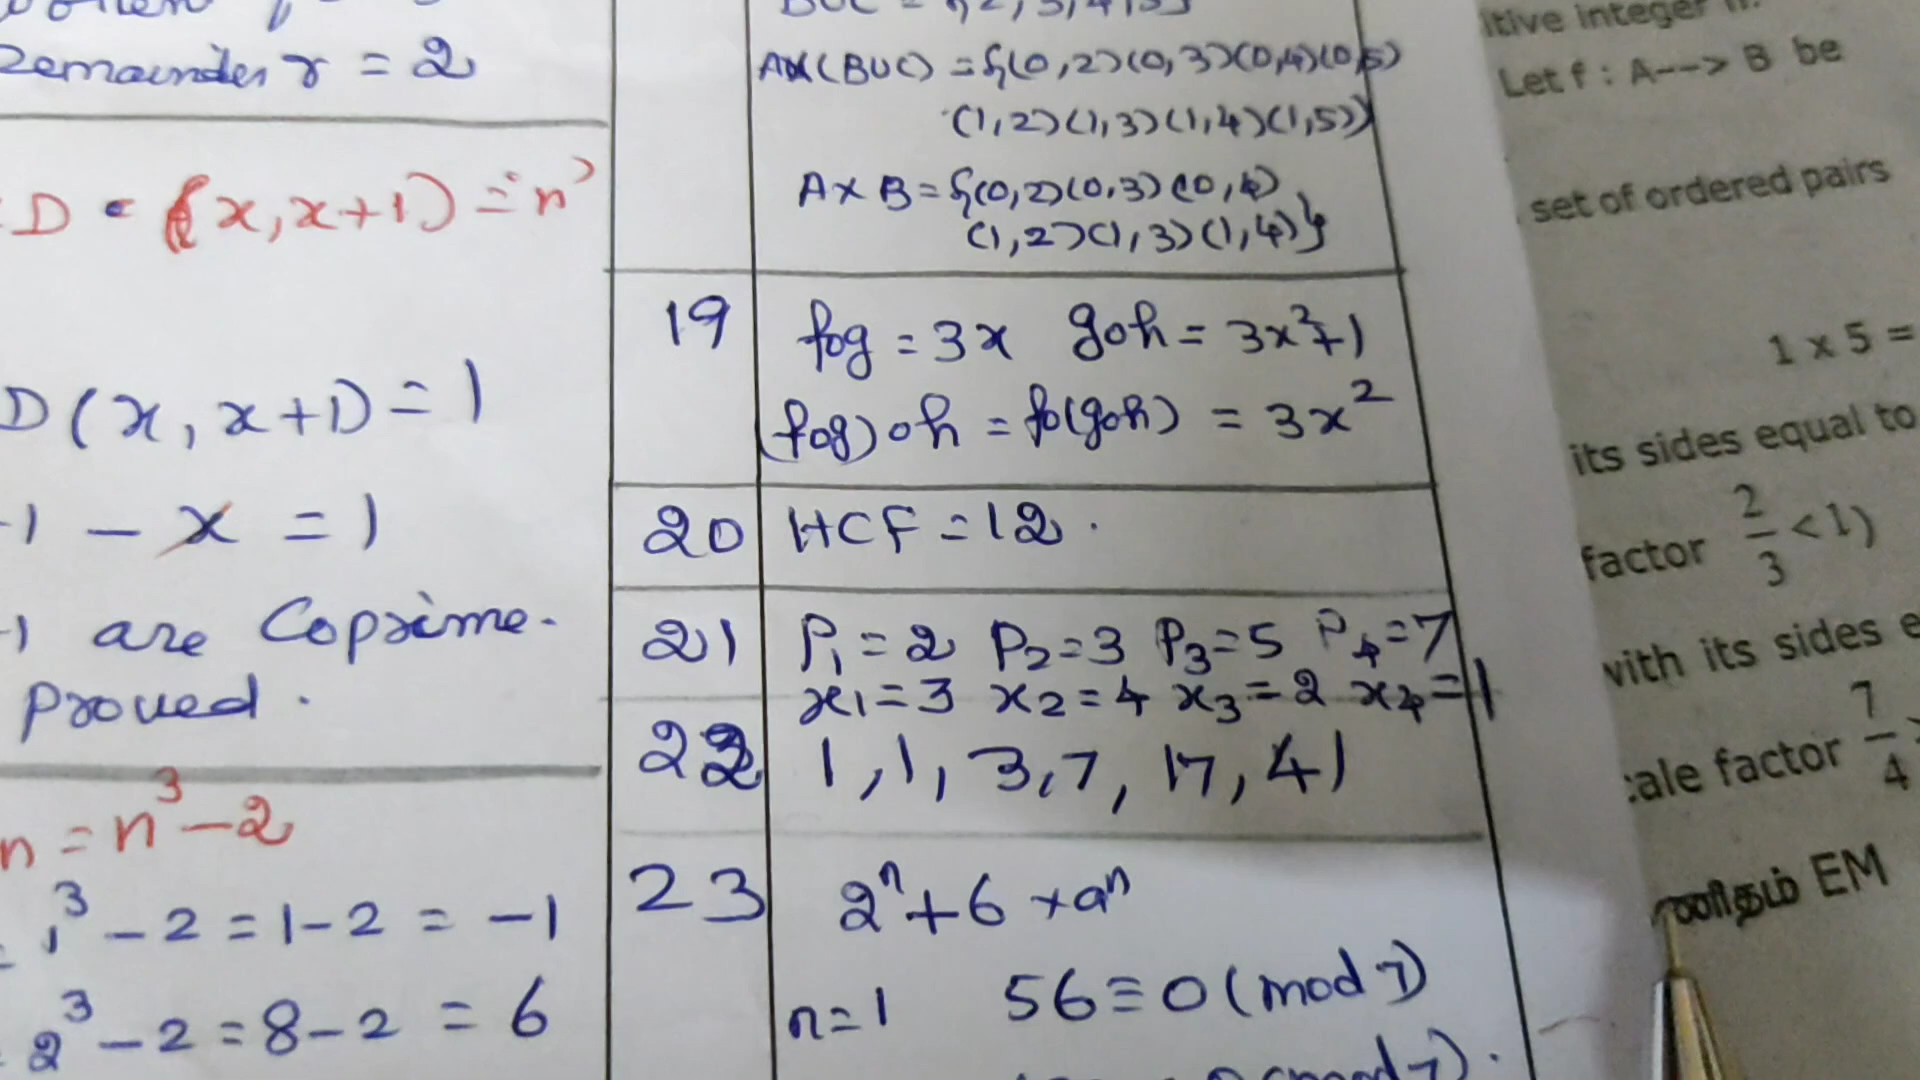 Remainder r = 2
D = (x, x+1) = n
D (x, x+1) = 1
-1 - x = 1
-1 are Coprime.
proved.
n = n³ - 2
1³ - 2 = 1 - 2 = -1
2³ - 2 = 8 - 2 = 6
A×(BUC) = {(0,2)(0,3)(0,4)(0,5)
(1,2)(1,3)(1,4)(1,5)}
A×B = {(0,2)(0,3)(0,4)
(1,2)(1,3)(1,4)}
19 fog = 3x goh = 3x²+1
(fog)oh = fo(goh) = 3x²
20 HCF = 12.
21 P₁ = 2 P₂ = 3 P₃ = 5 P₄ = 7
x₁ = 3 x₂ = 4 x₃ = 2 x₄ = 1
22 1, 1, 3, 7, 17, 41
23 2ⁿ + 6 × 9ⁿ
n = 1 56 ≡ 0 (mod 7)
itive integer n.
Let f : A--> B be
set of ordered pairs
1 x 5 =
its sides equal to
factor 2/3 < 1)
with its sides e
cale factor 7/4 >
EM